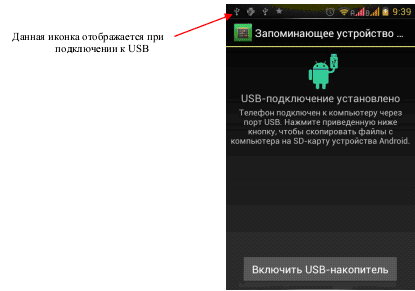 Данная иконка отображается при
подключении к USB
9:39
Запоминающее устройство ...
USB-подключение установлено
Телефон подключен к компьютеру через
порт USB. Нажмите приведенную ниже
кнопку, чтобы скопировать файлы с
компьютера на SD-карту устройства Android.
Включить USB-накопитель